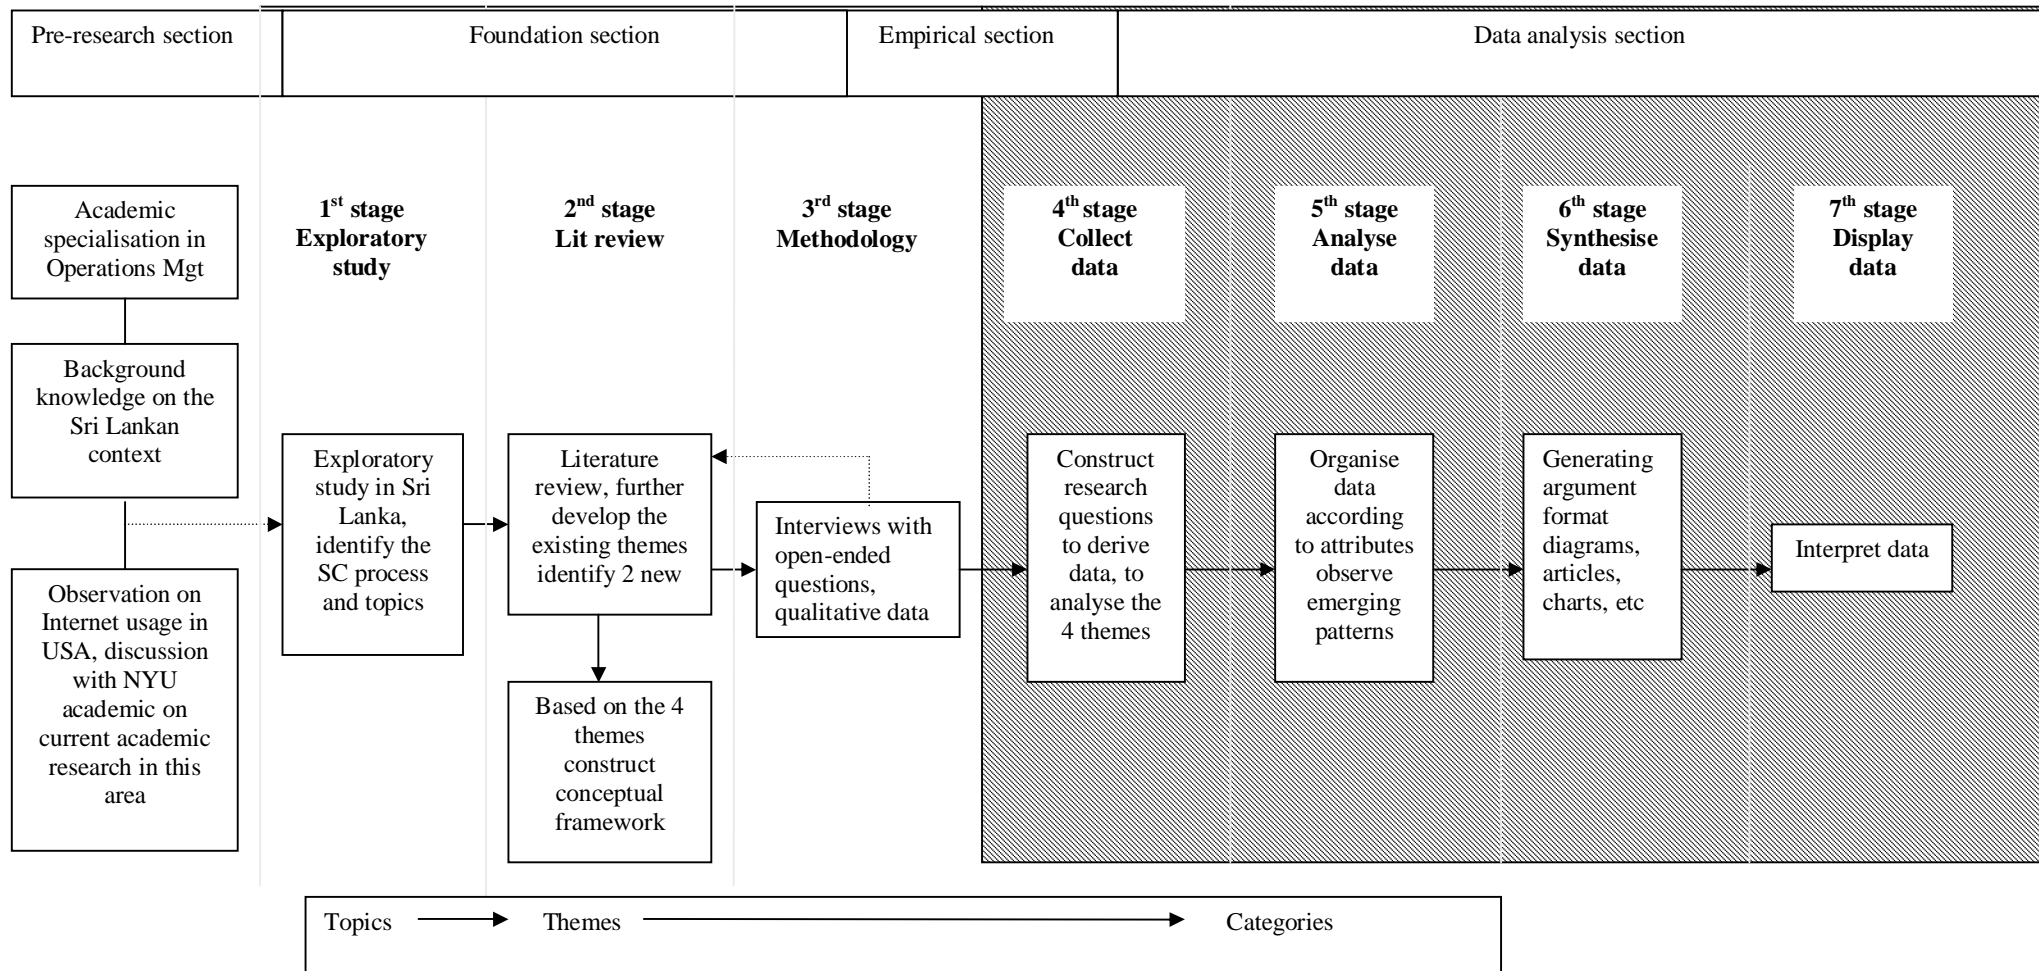 Pre-research section
Foundation section
Empirical section
Data analysis section
Academic
specialisation in
Operations Mgt
Background
knowledge on the
Sri Lankan
context
Observation on
Internet usage in
USA, discussion
with NYU
academic on
current academic
research in this
area
1st stage
Exploratory
study
Exploratory
study in Sri
Lanka,
identify the
SC process
and topics
2nd stage
Lit review
Literature
review, further
develop the
existing themes
identify 2 new
Based on the 4
themes
construct
conceptual
framework
3rd stage
Methodology
Interviews with
open-ended
questions,
qualitative data
4th stage
Collect
data
Construct
research
questions
to derive
data, to
analyse the
4 themes
5th stage
Analyse
data
Organise
data
according
to attributes
observe
emerging
patterns
6th stage
Synthesise
data
Generating
argument
format
diagrams,
articles,
charts, etc
7th stage
Display
data
Interpret data
Topics
Themes
Categories